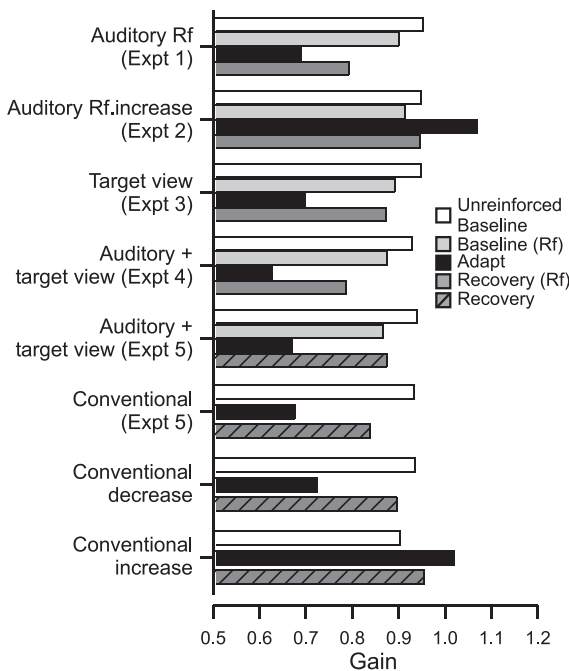 Auditory Rf
(Expt 1)
Auditory Rf.increase
(Expt 2)
Target view
(Expt 3)
Auditory +
target view (Expt 4)
Auditory +
target view (Expt 5)
Conventional
(Expt 5)
Conventional
decrease
Conventional
increase
Unreinforced
Baseline
Baseline (Rf)
Adapt
Recovery (Rf)
Recovery
0.5 0.6 0.7 0.8 0.9 1.0 1.1 1.2
Gain